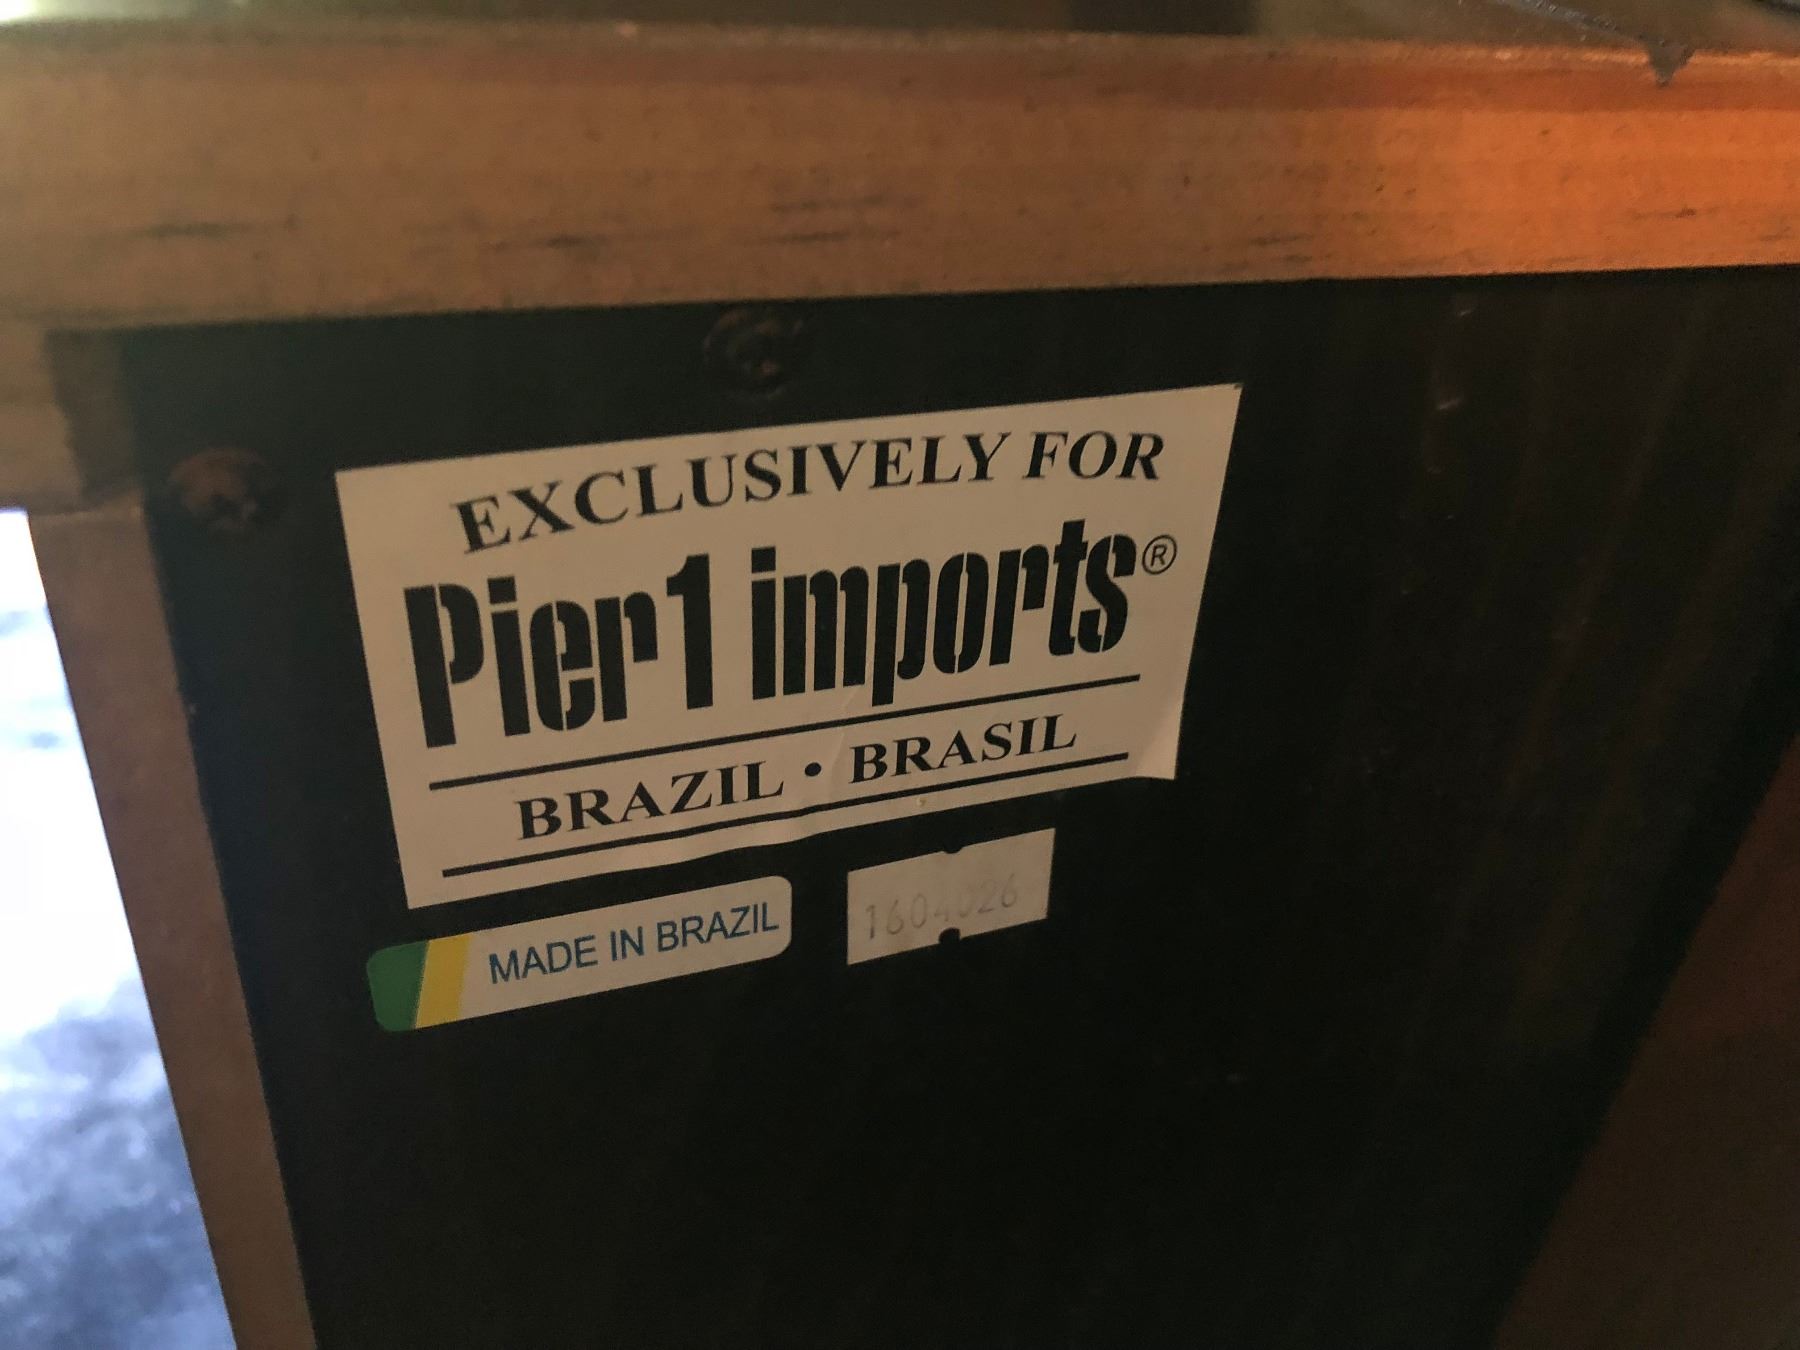 EXCLUSIVELY FOR
Pier1 imports®
BRAZIL • BRASIL
MADE IN BRAZIL
1604026